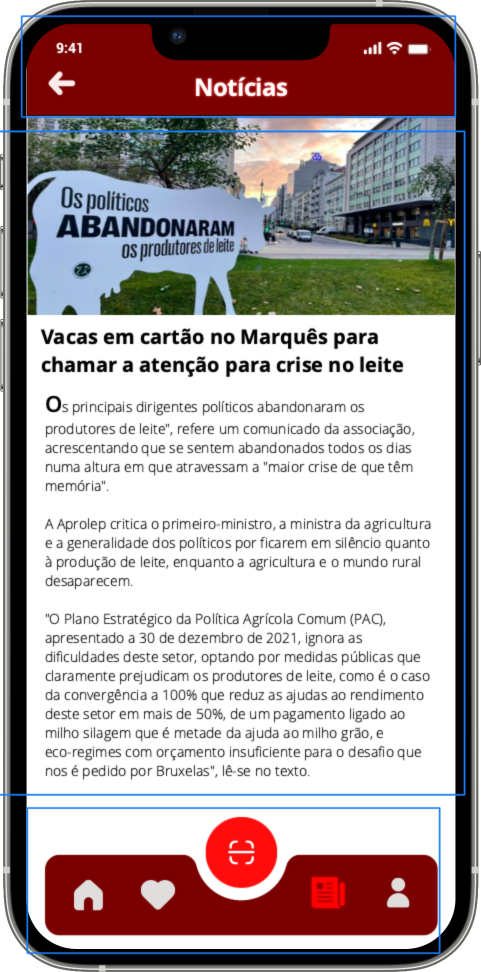 9:41
Notícias
Os políticos
ABANDONARAM
os produtores de leite
Vacas em cartão no Marquês para
chamar a atenção para crise no leite
Os principais dirigentes políticos abandonaram os
produtores de leite", refere um comunicado da associação,
acrescentando que se sentem abandonados todos os dias
numa altura em que atravessam a "maior crise de que têm
memória".
A Aprolep critica o primeiro-ministro, a ministra da agricultura
e a generalidade dos políticos por ficarem em silêncio quanto
à produção de leite, enquanto a agricultura e o mundo rural
desaparecem.
"O Plano Estratégico da Política Agrícola Comum (PAC),
apresentado a 30 de dezembro de 2021, ignora as
dificuldades deste setor, optando por medidas públicas que
claramente prejudicam os produtores de leite, como é o caso
da convergência a 100% que reduz as ajudas ao rendimento
deste setor em mais de 50%, de um pagamento ligado ao
milho silagem que é metade da ajuda ao milho grão, e
eco-regimes com orçamento insuficiente para o desafio que
nos é pedido por Bruxelas", lê-se no texto.